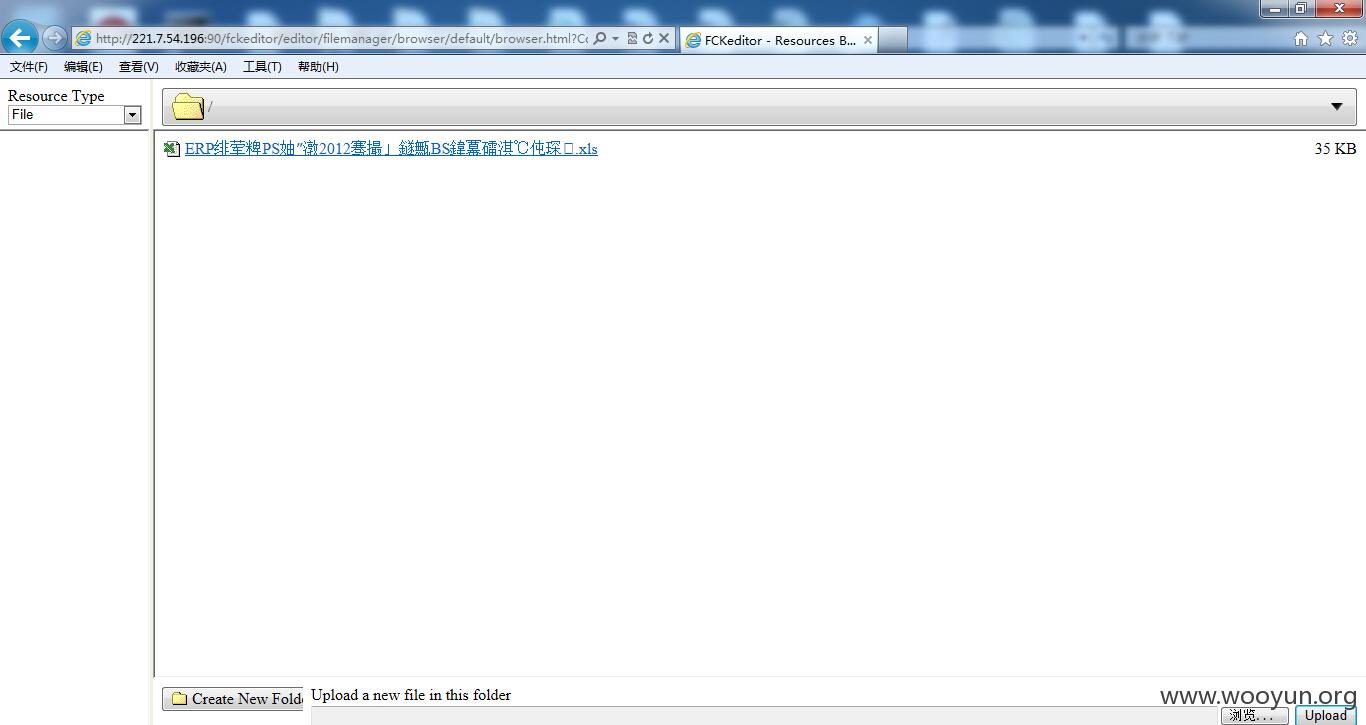 http://221.7.54.196:90/fckeditor/editor/filemanager/browser/default/browser.html?Co
FCKeditor - Resources B...
文件(F) 编辑(E) 查看(V) 收藏夹(A) 工具(T) 帮助(H)
Resource Type
File
/
ERP绯荤粺PS妯″潡2012骞撮」鐩甒BS鍏冪礌淇℃伅琛.xls 35 KB
Create New Folde
Upload a new file in this folder
www.wooyun.org
浏览... Upload